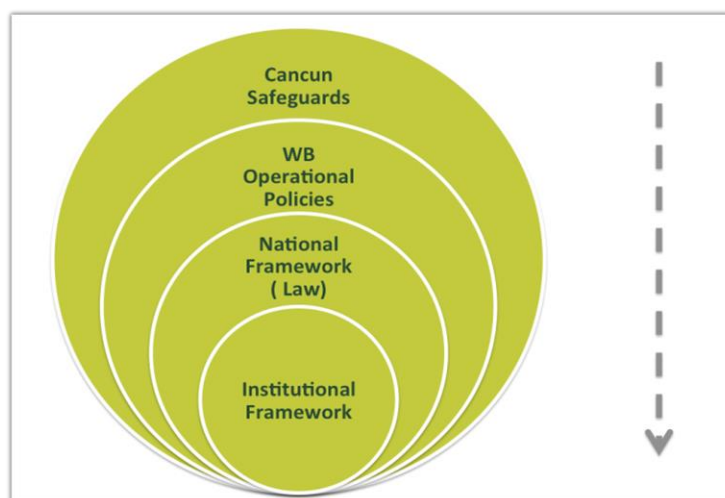 Cancun
Safeguards
WB
Operational
Policies
National
Framework
( Law)
Institutional
Framework